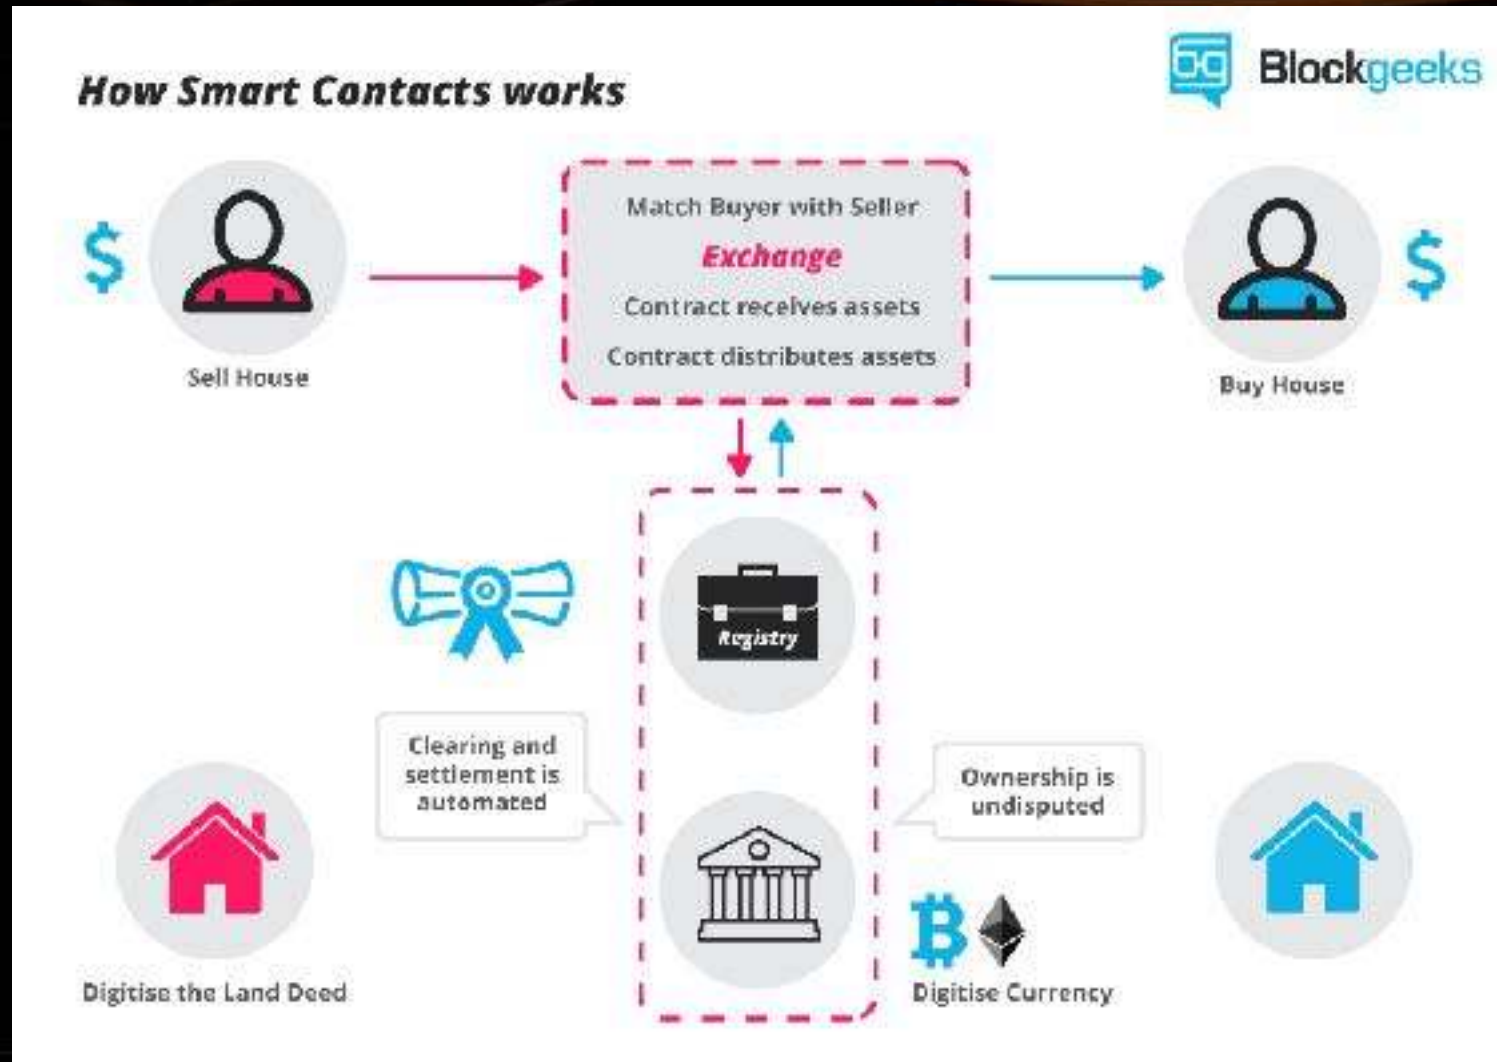 How Smart Contacts works
Blockgeeks
Match Buyer with Seller
Exchange
Contract receives assets
Contract distributes assets
$
$
Sell House
Buy House
Registry
Clearing and
settlement is
automated
Ownership is
undisputed
Digitise the Land Deed
Digitise Currency